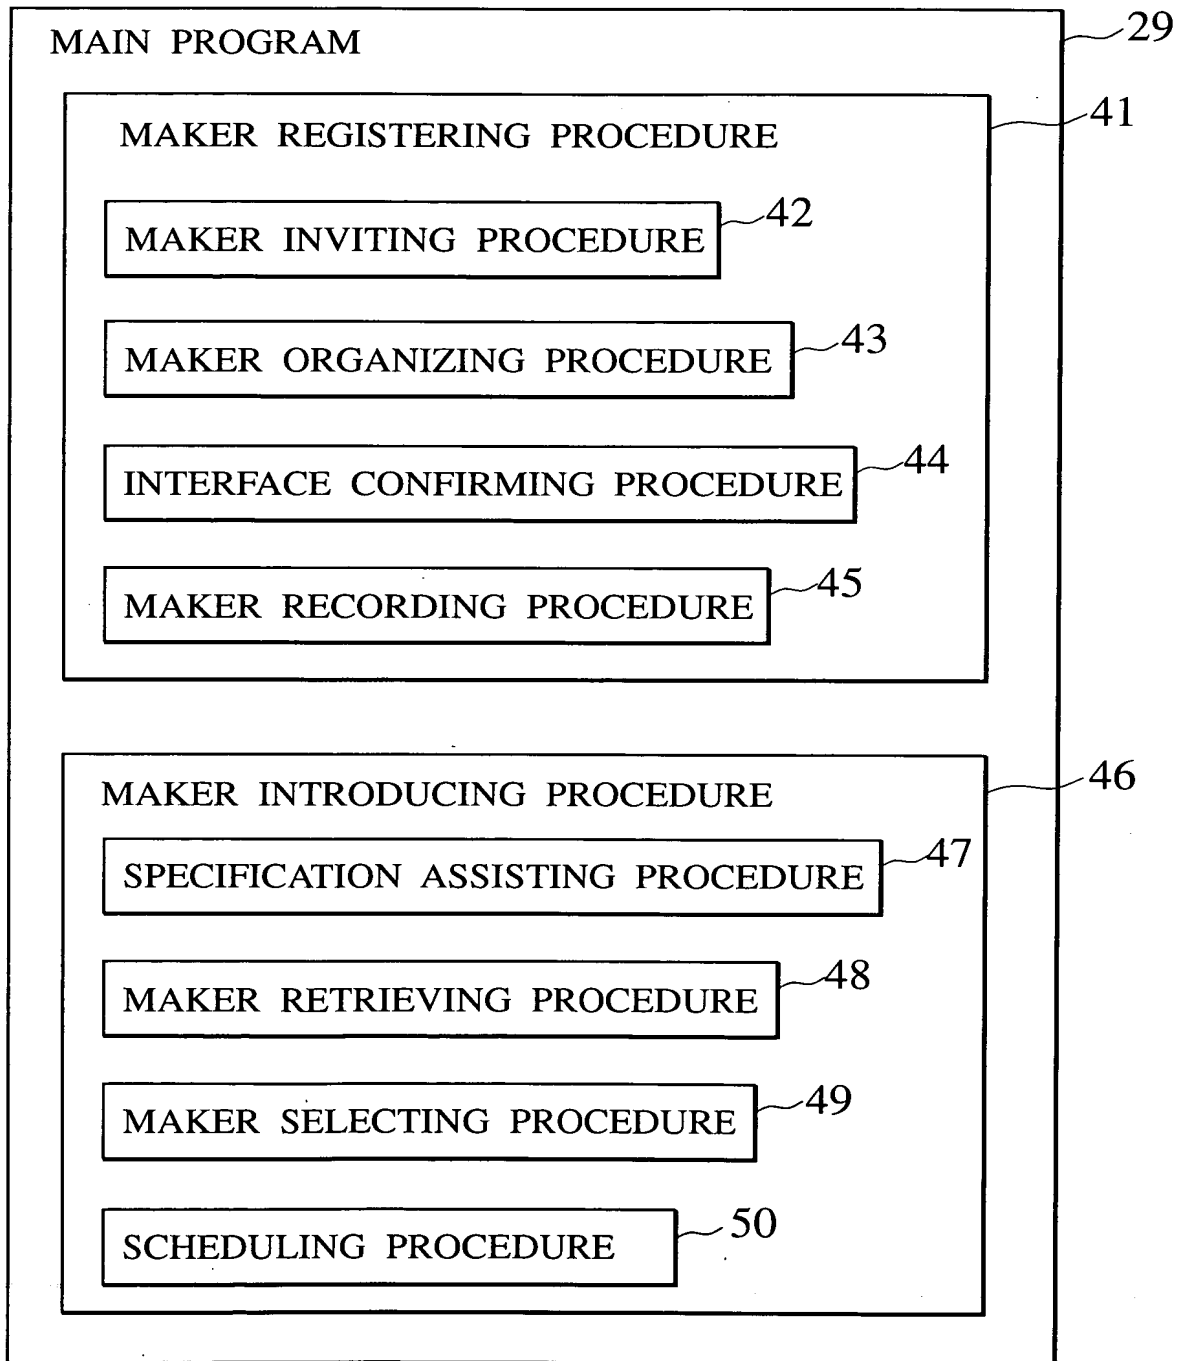 MAIN PROGRAM 29
MAKER REGISTERING PROCEDURE 41
MAKER INVITING PROCEDURE 42
MAKER ORGANIZING PROCEDURE 43
INTERFACE CONFIRMING PROCEDURE 44
MAKER RECORDING PROCEDURE 45
MAKER INTRODUCING PROCEDURE 46
SPECIFICATION ASSISTING PROCEDURE 47
MAKER RETRIEVING PROCEDURE 48
MAKER SELECTING PROCEDURE 49
SCHEDULING PROCEDURE 50